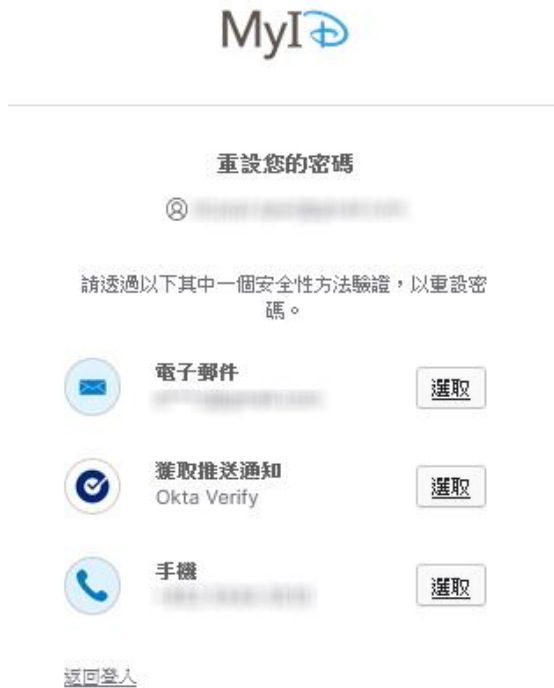 MyID
重設您的密碼
請透過以下其中一個安全性方法驗證，以重設密
碼。
電子郵件
選取
獲取推送通知
Okta Verify
選取
手機
選取
返回登入